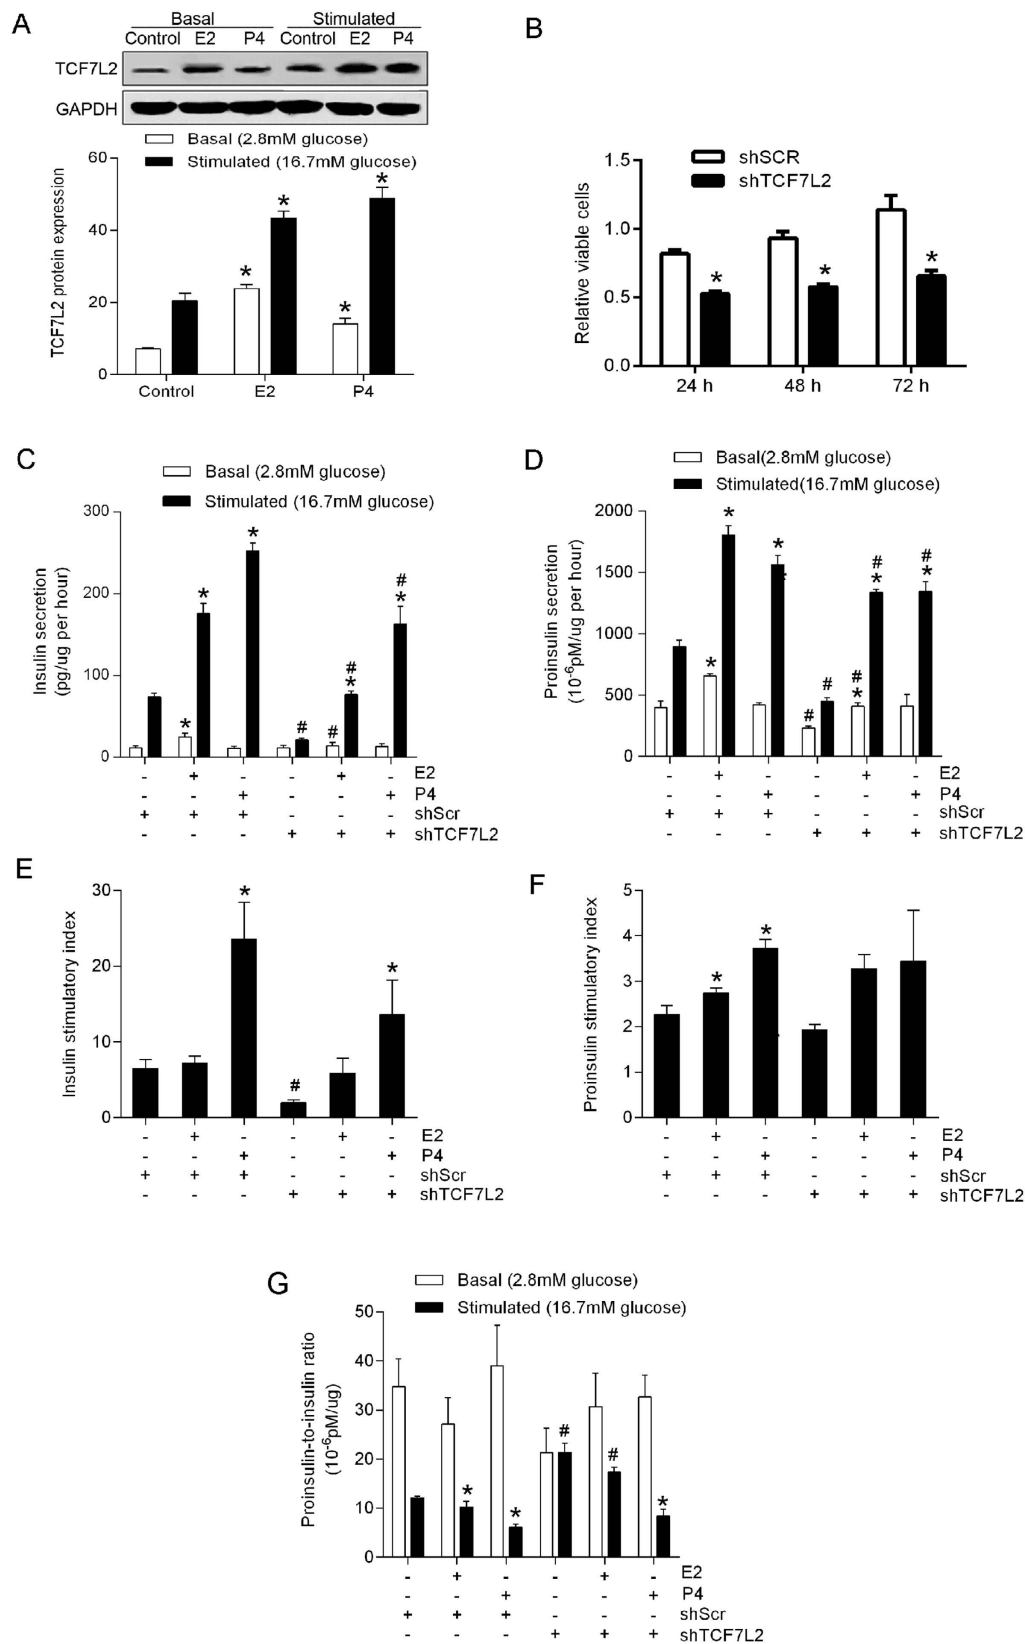 A
Basal Stimulated
Control E2 P4 Control E2 P4
TCF7L2
GAPDH
Basal (2.8mM glucose)
Stimulated (16.7mM glucose)
TCF7L2 protein expression
60
40
20
0
* * * *
Control E2 P4
B
shSCR
shTCF7L2
Relative viable cells
1.5
1.0
0.5
0.0
* * *
24 h 48 h 72 h
C
Basal (2.8mM glucose)
Stimulated (16.7mM glucose)
Insulin secretion
(pg/ug per hour)
300
200
100
0
* * * # # # * # *
- + - - + - E2
- - + - - + P4
+ + + - - - shScr
- - - + + + shTCF7L2
D
Basal(2.8mM glucose)
Stimulated(16.7mM glucose)
Proinsulin secretion
(10-6pM/ug per hour)
2000
1500
1000
500
0
* * * # # # * # * # *
- + - - + - E2
- - + - - + P4
+ + + - - - shScr
- - - + + + shTCF7L2
E
Insulin stimulatory index
30
20
10
0
* # *
- + - - + - E2
- - + - - + P4
+ + + - - - shScr
- - - + + + shTCF7L2
F
Proinsulin stimulatory index
5
4
3
2
1
0
* *
- + - - + - E2
- - + - - + P4
+ + + - - - shScr
- - - + + + shTCF7L2
G
Basal (2.8mM glucose)
Stimulated (16.7mM glucose)
Proinsulin-to-insulin ratio
(10-6pM/ug)
50
40
30
20
10
0
* * # # *
- + - - + - E2
- - + - - + P4
+ + + - - - shScr
- - - + + + shTCF7L2